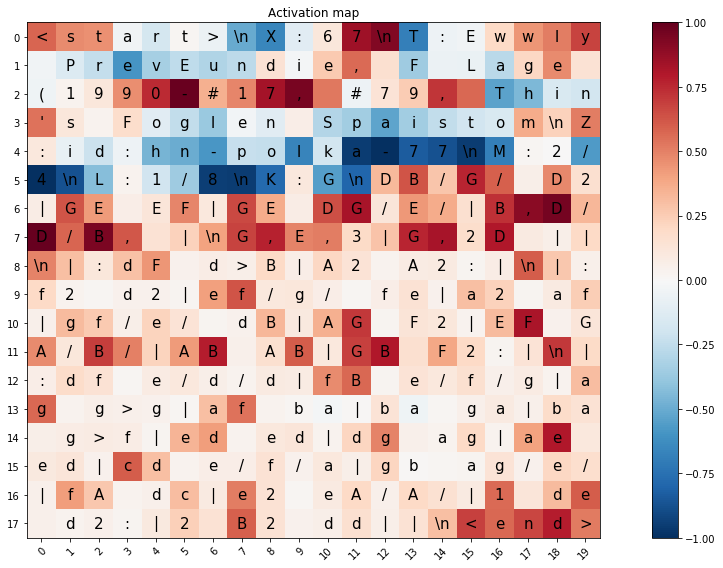 Activation map
0 < s t a r t > \n X : 6 7 \n T : E w w l y
1 P r e v E u n d i e , F L a g e
2 ( 1 9 9 0 - # 1 7 , # 7 9 , T h i n
3 ' s F o g l e n S p a i s t o m \n Z
4 : i d : h n - p o l k a - 7 7 \n M : 2 /
5 4 \n L : 1 / 8 \n K : G \n D B / G / D 2
6 | G E E F | G E D G / E / | B , D /
7 D / B , | \n G , E , 3 | G , 2 D | |
8 \n | : d F d > B | A 2 A 2 : | \n | :
9 f 2 d 2 | e f / g / f e | a 2 a f
10 | g f / e / d B | A G F 2 | E F G
11 A / B / | A B A B | G B F 2 : | \n |
12 : d f e / d / d | f B e / f / g | a
13 g g > g | a f b a | b a g a | b a
14 g > f | e d e d | d g a g | a e
15 e d | c d e / f / a | g b a g / e /
16 | f A d c | e 2 e A / A / | 1 d e
17 d 2 : | 2 B 2 d d | | \n < e n d >
0 1 2 3 4 5 6 7 8 9 10 11 12 13 14 15 16 17 18 19
1.00
0.75
0.50
0.25
0.00
−0.25
−0.50
−0.75
−1.00